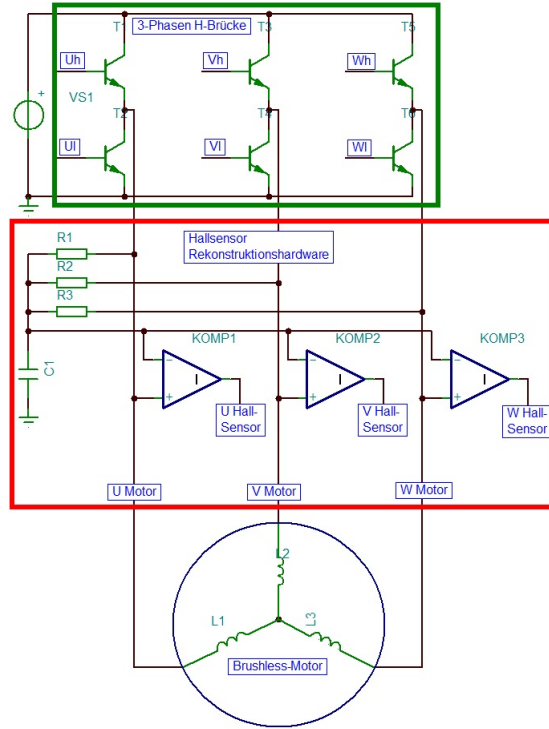 T1 3-Phasen H-Brücke T3 T5
Uh Vh Wh
+
VS1
T2 T4 T6
Ul Vl Wl
R1
Hallsensor
Rekonstruktionshardware
R2
R3
KOMP1 KOMP2 KOMP3
C1
U Hall-
Sensor
V Hall-
Sensor
W Hall-
Sensor
U Motor V Motor W Motor
L2
L1 L3
Brushless-Motor